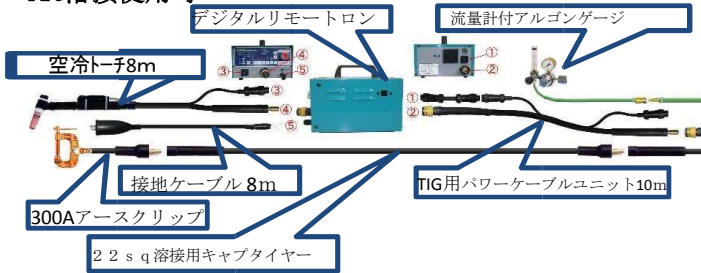 デジタルリモートロン
流量計付アルゴンゲージ
空冷トーチ8m
④
③
⑤
①
②
③
④
⑤
①
②
接地ケーブル8m
TIG用パワーケーブルユニット10m
300Aアースクリップ
22sq溶接用キャプタイヤー